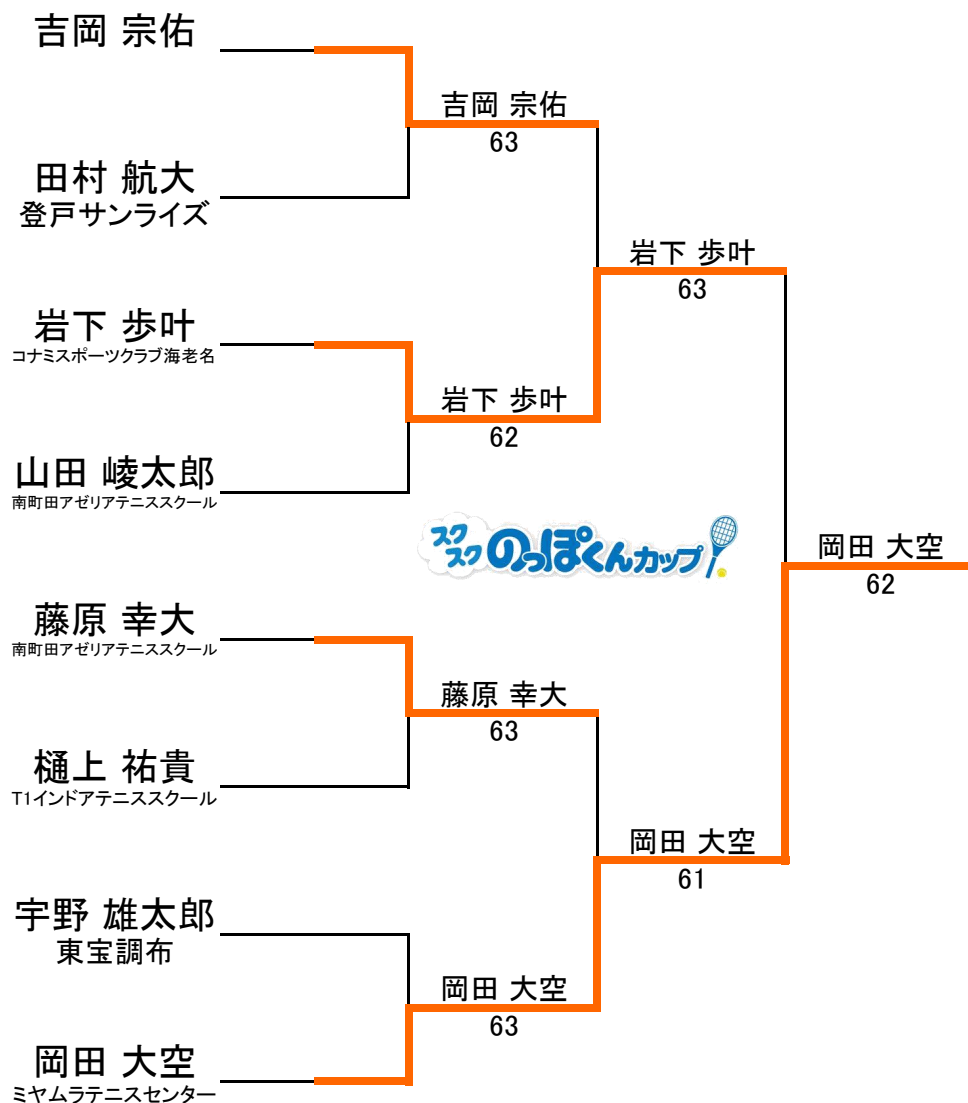 吉岡 宗佑
吉岡 宗佑
63
田村 航大
登戸サンライズ
岩下 歩叶
63
岩下 歩叶
コナミスポーツクラブ海老名
岩下 歩叶
62
山田 崚太郎
南町田アゼリアテニススクール
スク
スク
のっぽくんカップ
岡田 大空
62
藤原 幸大
南町田アゼリアテニススクール
藤原 幸大
63
樋上 祐貴
T1インドアテニススクール
岡田 大空
61
宇野 雄太郎
東宝調布
岡田 大空
63
岡田 大空
ミヤムラテニスセンター